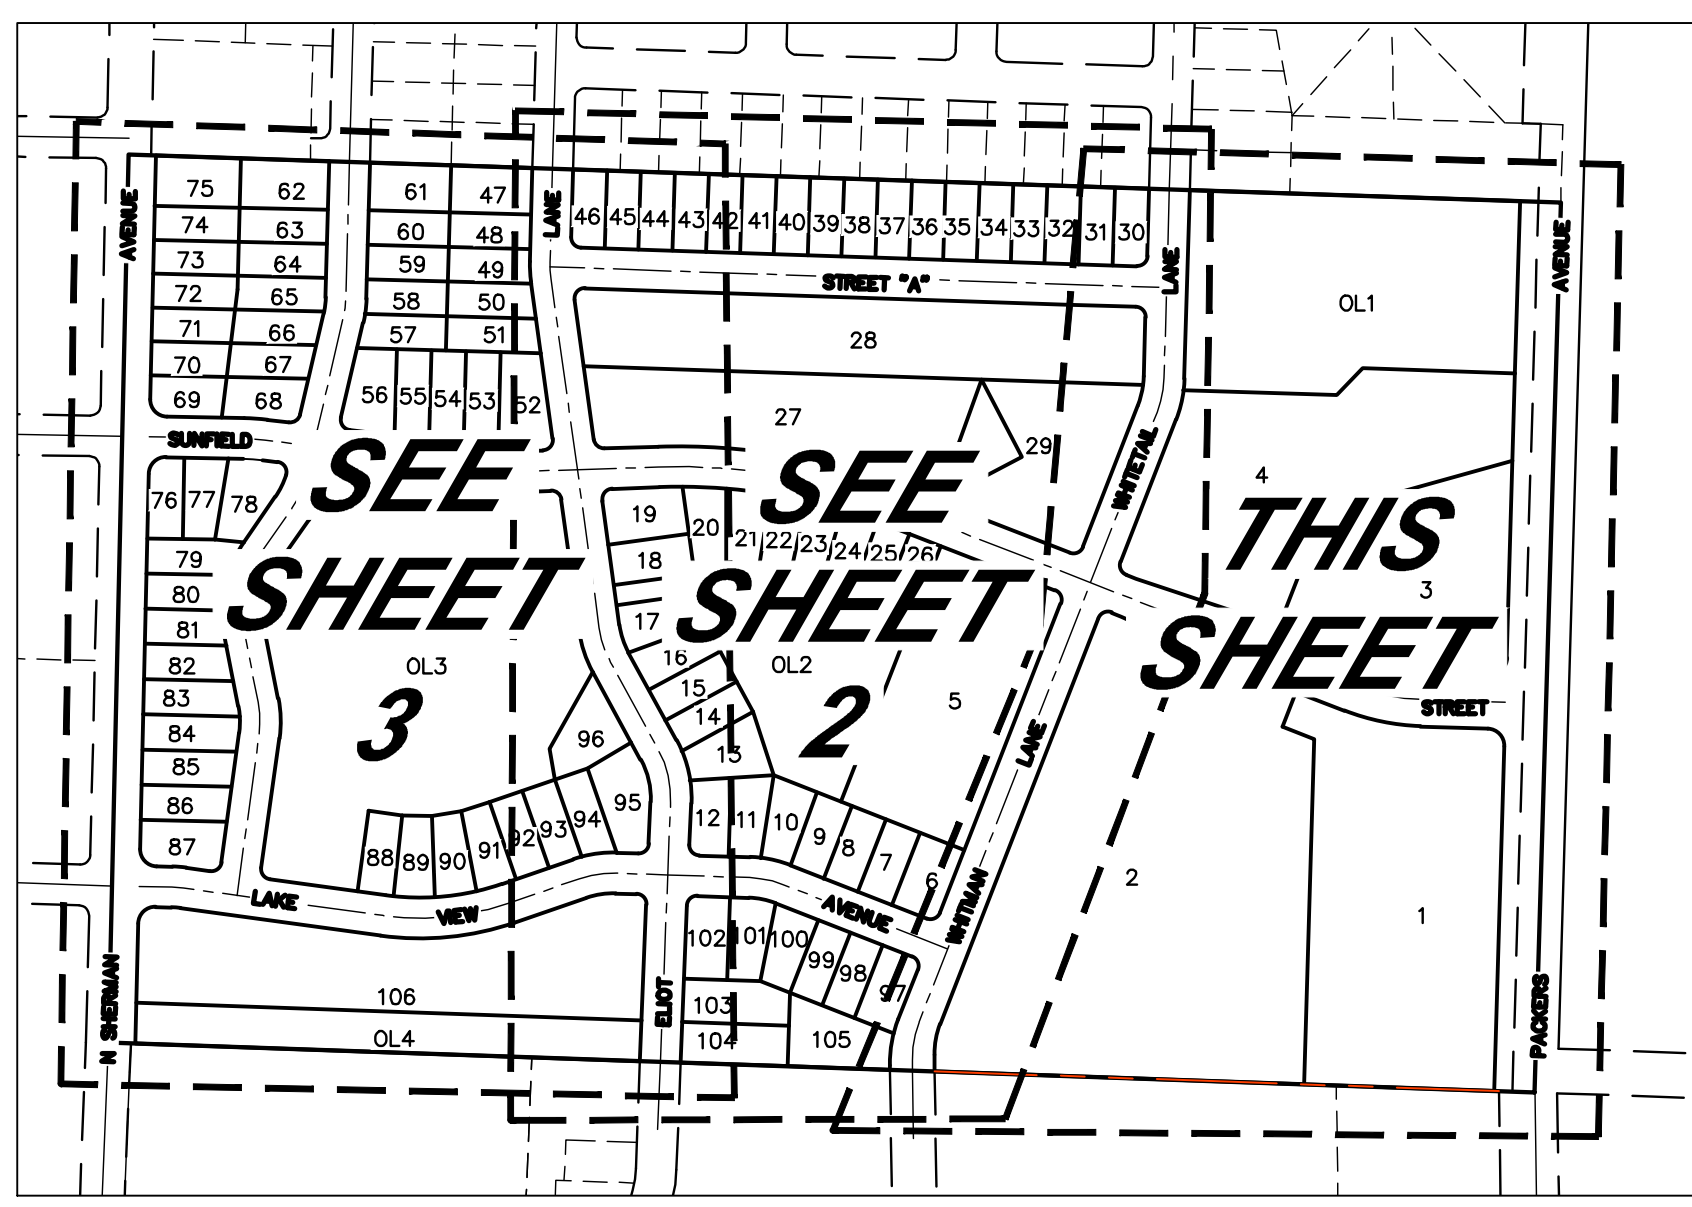 75 62 61 47 46 45 44 43 42 41 40 39 38 37 36 35 34 33 32 31 30
AVENUE
LANE
LANE
AVENUE
74 63 60 48
73 64 59 49
STREET "A"
72 65 58 50
OL1
71 66 57 51
28
70 67
69 68 56 55 54 53 52
27
29
SUNFIELD
WHITETAIL
SEE
SEE
4
76 77 78
THIS
19 20
21 22 23 24 25 26
79 18
SHEET
SHEET
3
80
81 17
SHEET
82 OL3 16 OL2
83 15
5
STREET
84 14
3
2
LANE
85 96 13
86 95
12 11 10 9 8 7 6
87
88 89 90 91 92 93 94
2
1
LAKE
VIEW
AVENUE
WHITMAN
102 101 100 99 98 97
106
103
OL4
104 105
N SHERMAN
ELIOT
PACKERS